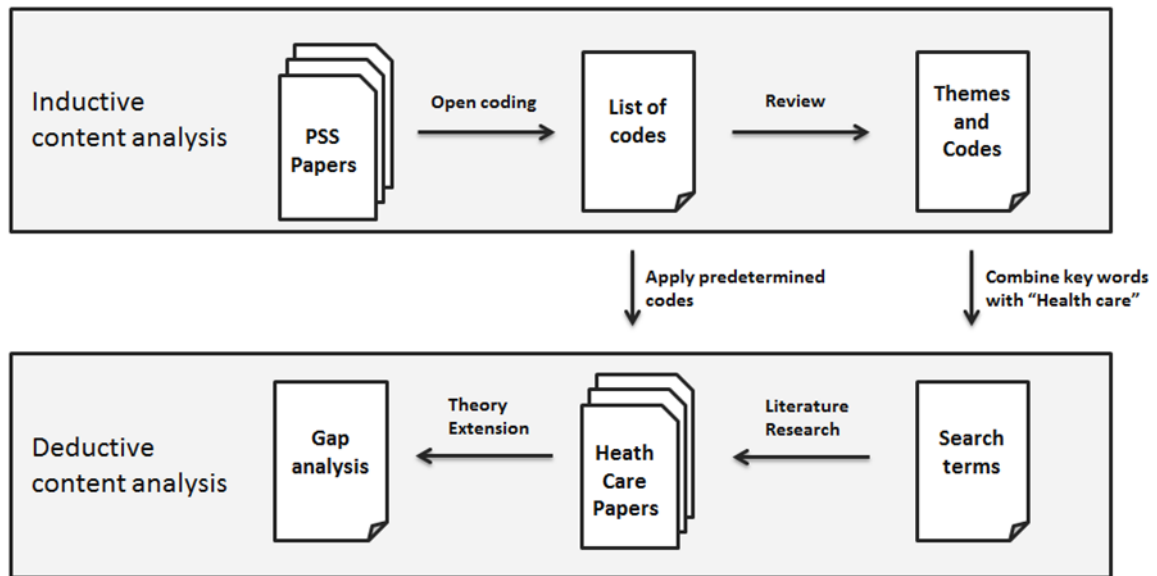 Inductive
content analysis
PSS
Papers
Open coding
List of
codes
Review
Themes
and
Codes
Apply predetermined
codes
Combine key words
with “Health care”
Deductive
content analysis
Gap
analysis
Theory
Extension
Heath
Care
Papers
Literature
Research
Search
terms